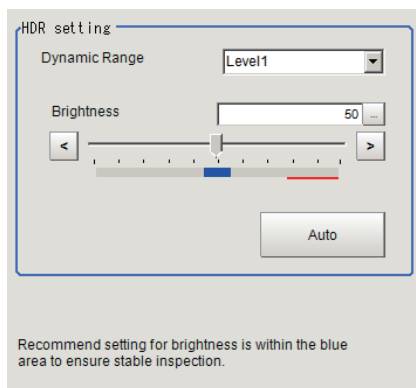 HDR setting
Dynamic Range
Level1
Brightness
50
...
<
>
Auto
Recommend setting for brightness is within the blue
area to ensure stable inspection.